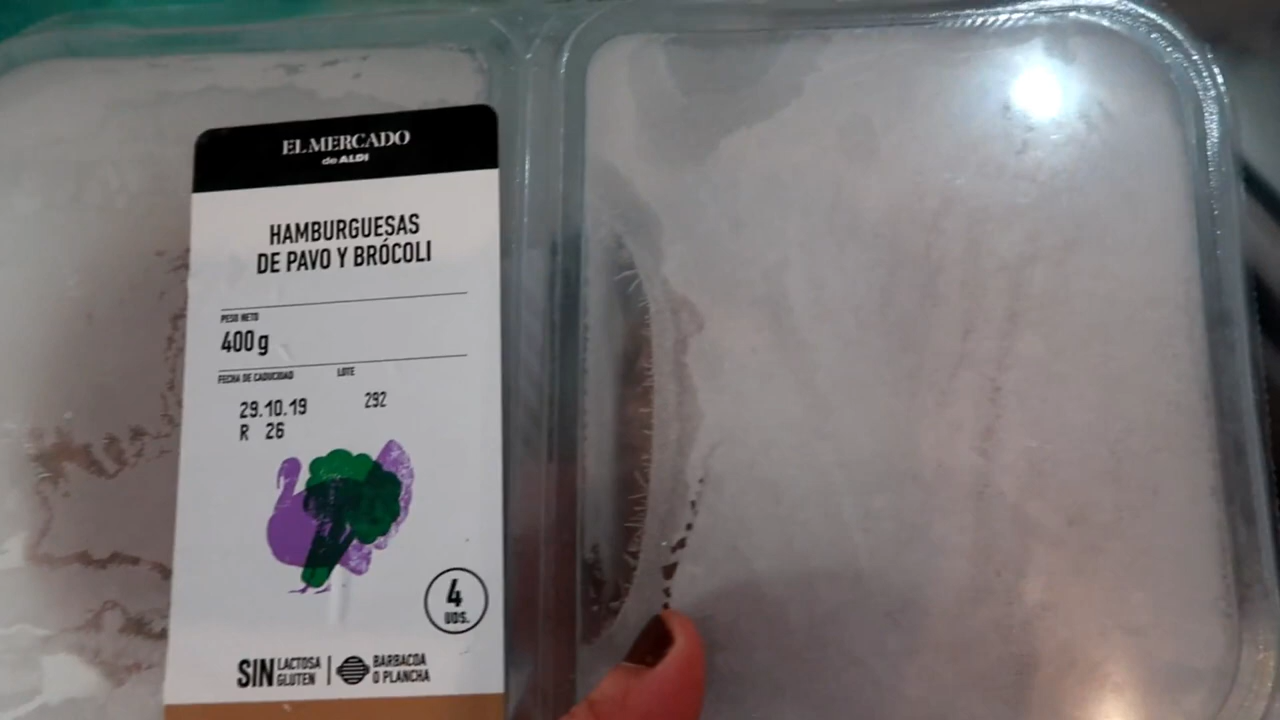 EL MERCADO
de ALDI
HAMBURGUESAS
DE PAVO Y BRÓCOLI
PESO NETO
400 g
FECHA DE CADUCIDAD LOTE
29.10.19 292
R 26
4
UDS.
SIN LACTOSA GLUTEN | BARBACOA O PLANCHA